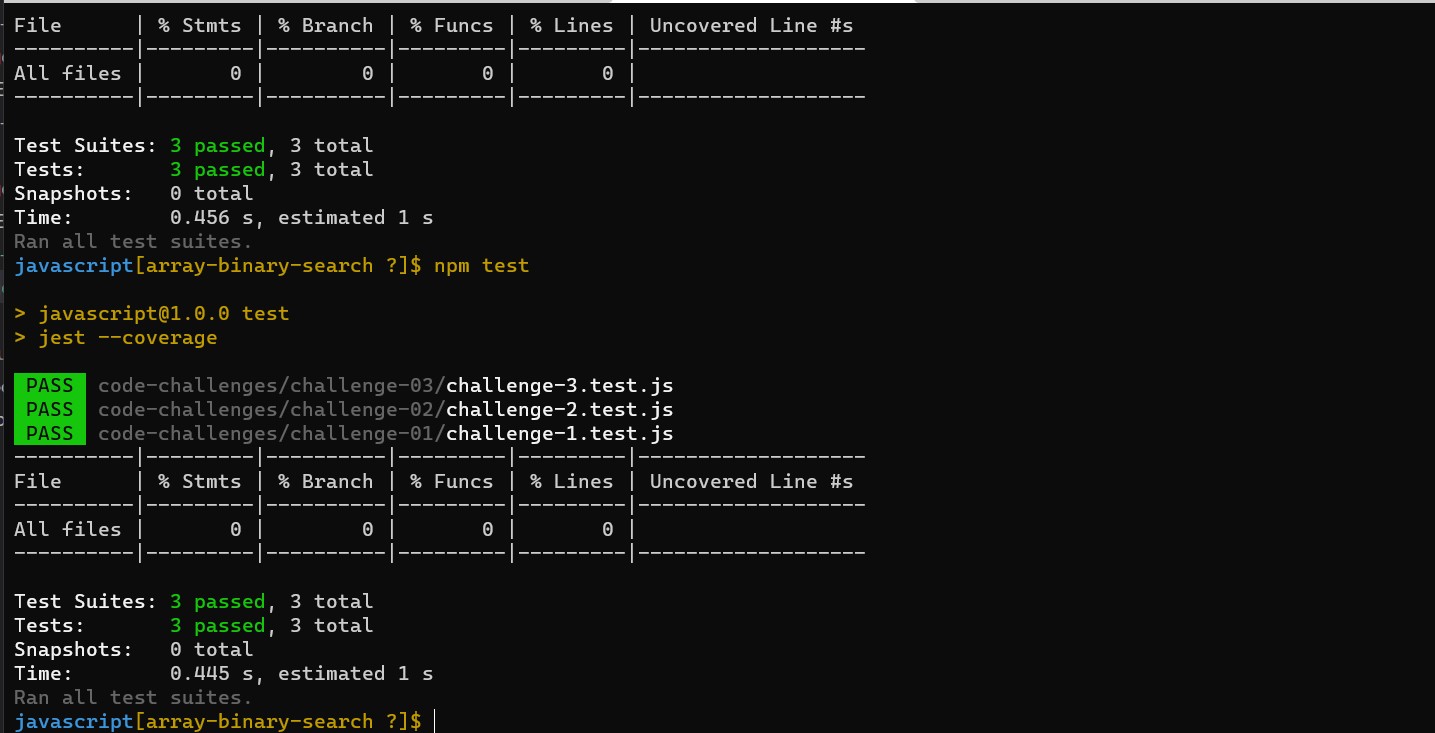 File      | % Stmts | % Branch | % Funcs | % Lines | Uncovered Line #s
----------|---------|----------|---------|---------|-------------------
All files |       0 |        0 |       0 |       0 |
----------|---------|----------|---------|---------|-------------------
Test Suites: 3 passed, 3 total
Tests:       3 passed, 3 total
Snapshots:   0 total
Time:        0.456 s, estimated 1 s
Ran all test suites.
javascript[array-binary-search ?]$ npm test
> javascript@1.0.0 test
> jest --coverage
PASS code-challenges/challenge-03/challenge-3.test.js
PASS code-challenges/challenge-02/challenge-2.test.js
PASS code-challenges/challenge-01/challenge-1.test.js
----------|---------|----------|---------|---------|-------------------
File      | % Stmts | % Branch | % Funcs | % Lines | Uncovered Line #s
----------|---------|----------|---------|---------|-------------------
All files |       0 |        0 |       0 |       0 |
----------|---------|----------|---------|---------|-------------------
Test Suites: 3 passed, 3 total
Tests:       3 passed, 3 total
Snapshots:   0 total
Time:        0.445 s, estimated 1 s
Ran all test suites.
javascript[array-binary-search ?]$